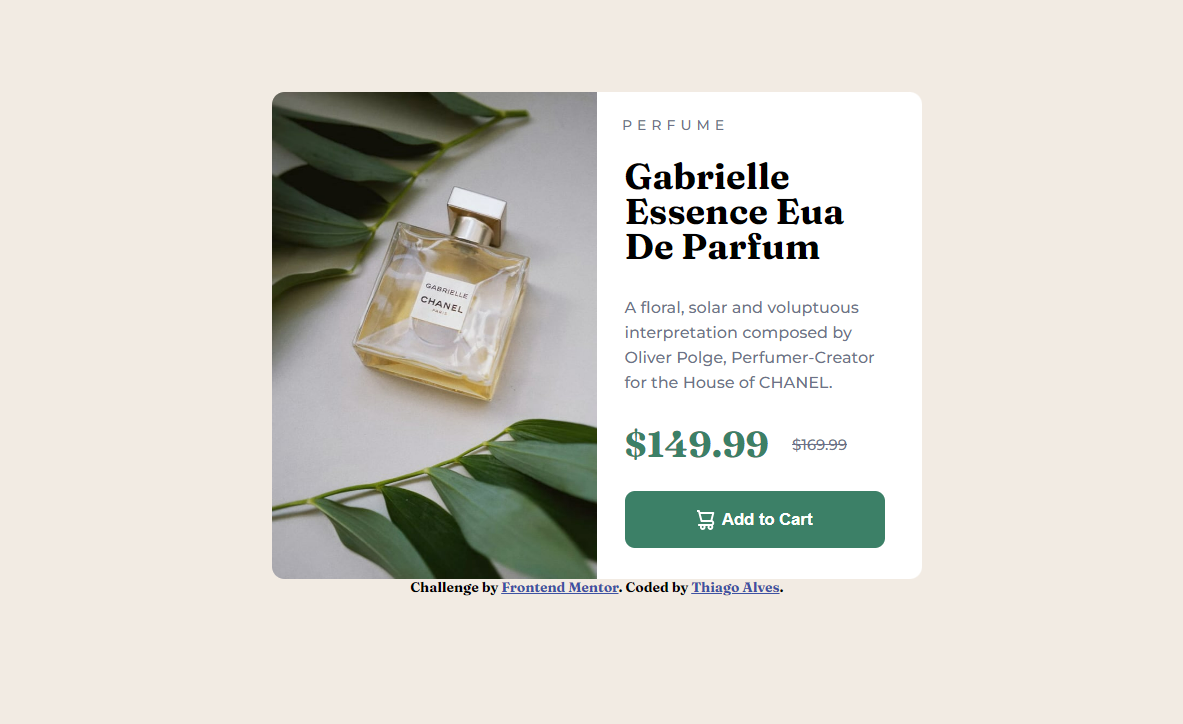 GABRIELLE
CHANEL
PARIS
PERFUME
Gabrielle
Essence Eua
De Parfum
A floral, solar and voluptuous
interpretation composed by
Oliver Polge, Perfumer-Creator
for the House of CHANEL.
$149.99 $169.99
Add to Cart
Challenge by Frontend Mentor. Coded by Thiago Alves.